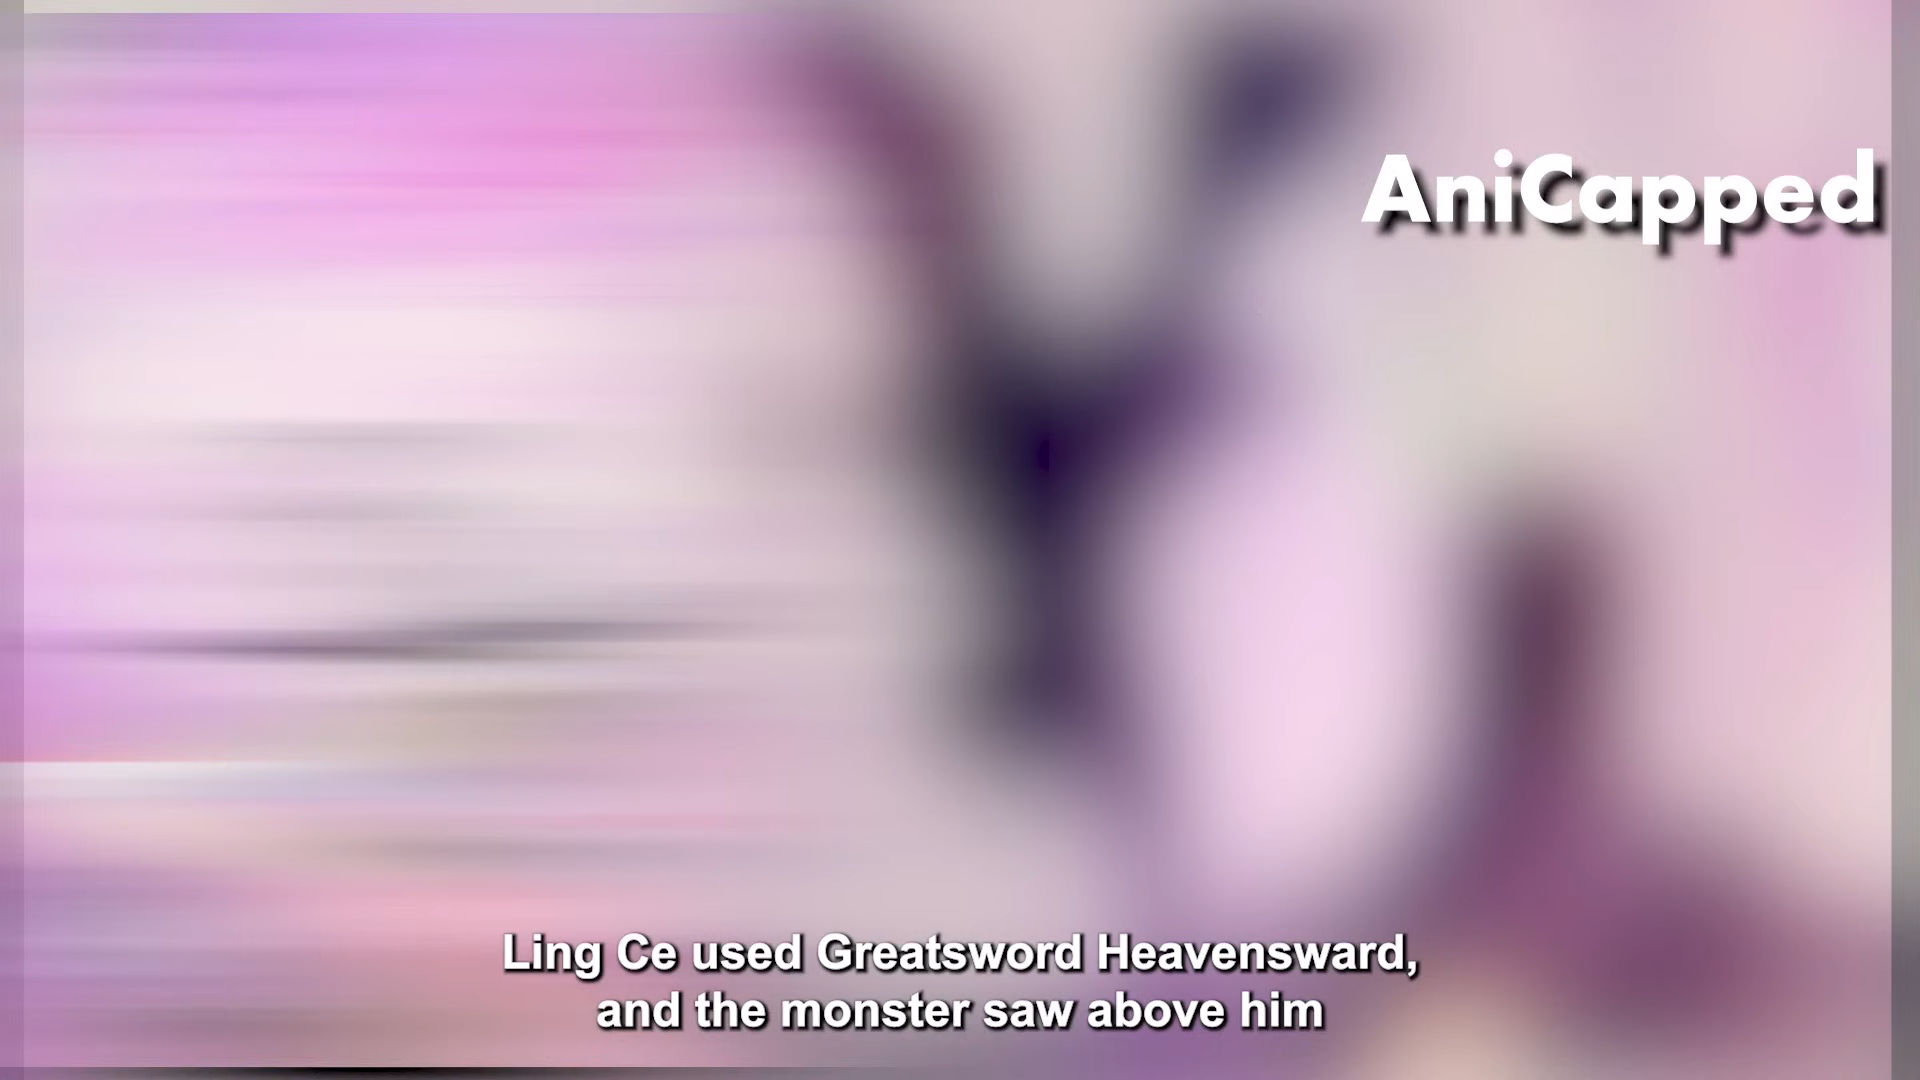 AniCapped
Ling Ce used Greatsword Heavensward,
and the monster saw above him